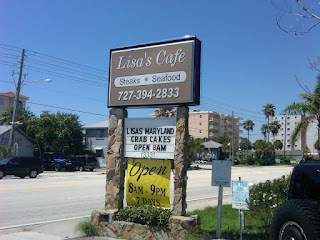 Lisa's Cafe
Steaks * Seafood
727-394-2833
LISAS MARYLAND
CRAB CAKES
OPEN 8AM
Open
8AM - 9PM
7 DAYS